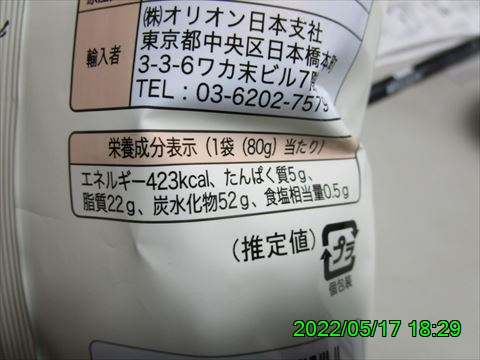 ㈱オリオン日本支社
輸入者
東京都中央区日本橋本町
3-3-6ワカ末ビル7階
TEL：03-6202-7579
栄養成分表示（1袋（80g）当たり）
エネルギー423kcal、たんぱく質5g、
脂質22g、炭水化物52g、食塩相当量0.5g
（推定値）
プラ
個包装
2022/05/17 18:29